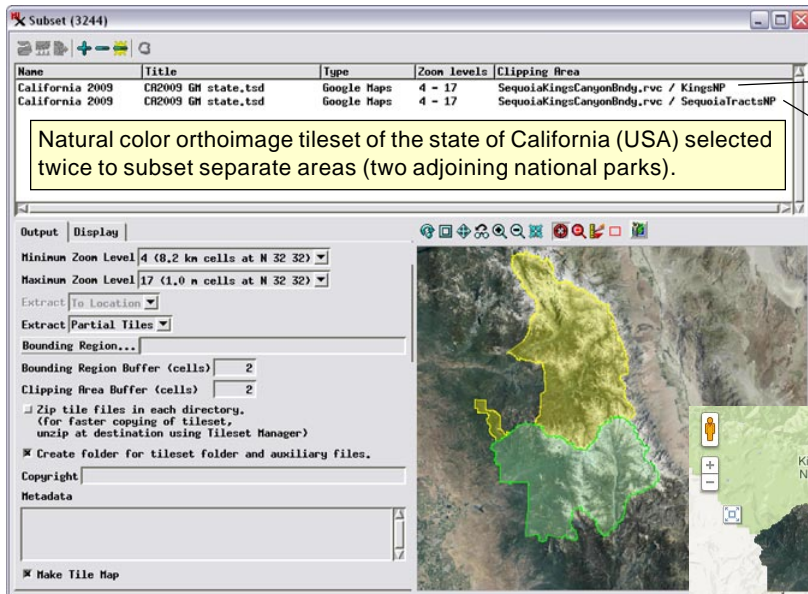 Subset (3244)
Name Title Type Zoom levels Clipping Area
California 2009 CA2009 GM state.tsd Google Maps 4 - 17 SequoiaKingsCanyonBndy.rvc / KingsNP
California 2009 CA2009 GM state.tsd Google Maps 4 - 17 SequoiaKingsCanyonBndy.rvc / SequoiaTractsNP
Natural color orthoimage tileset of the state of California (USA) selected
twice to subset separate areas (two adjoining national parks).
Output Display
Minimum Zoom Level 4 (8.2 km cells at N 32 32)
Maximum Zoom Level 17 (1.0 m cells at N 32 32)
Extract To Location
Extract Partial Tiles
Bounding Region...
Bounding Region Buffer (cells) 2
Clipping Area Buffer (cells) 2
Zip tile files in each directory.
(for faster copying of tileset,
unzip at destination using Tileset Manager)
Create folder for tileset folder and auxiliary files.
Copyright
Metadata
Make Tile Map
Ki
N